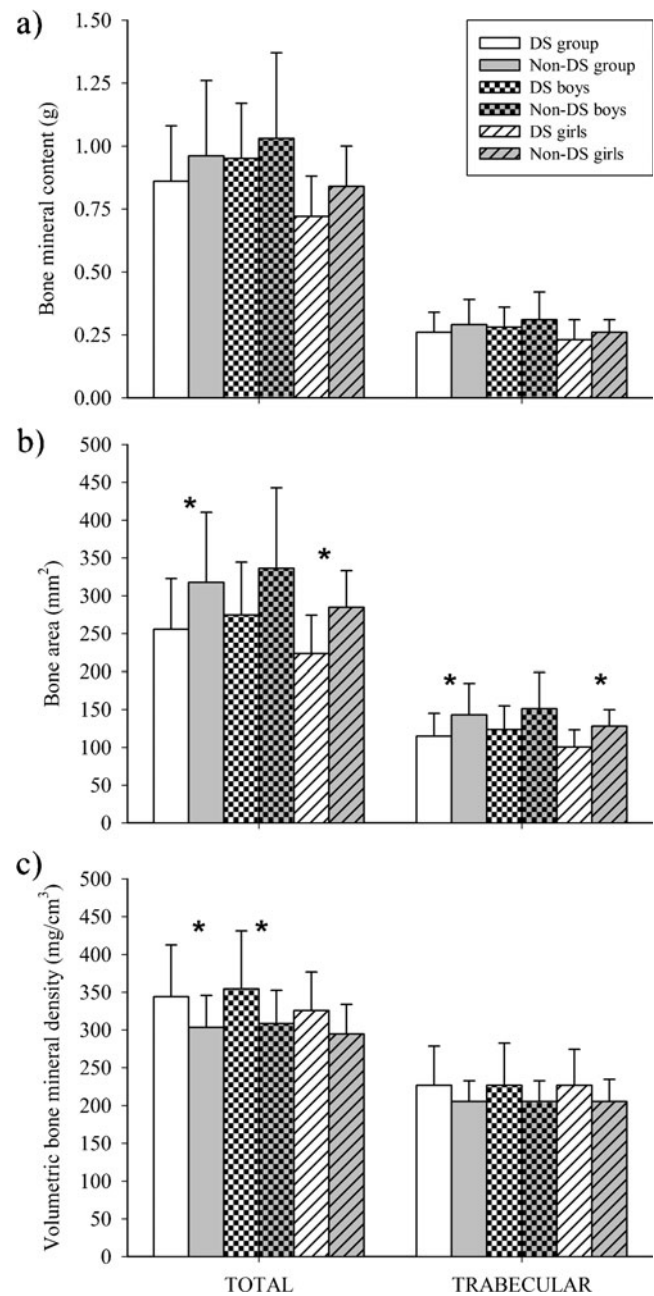 a)
DS group
Non-DS group
DS boys
Non-DS boys
DS girls
Non-DS girls
Bone mineral content (g)
1.50
1.25
1.00
0.75
0.50
0.25
0.00
b)
Bone area (mm²)
500
450
400
350
300
250
200
150
100
50
0
*
*
*
*
c)
Volumetric bone mineral density (mg/cm³)
500
450
400
350
300
250
200
150
100
50
0
*
*
TOTAL TRABECULAR